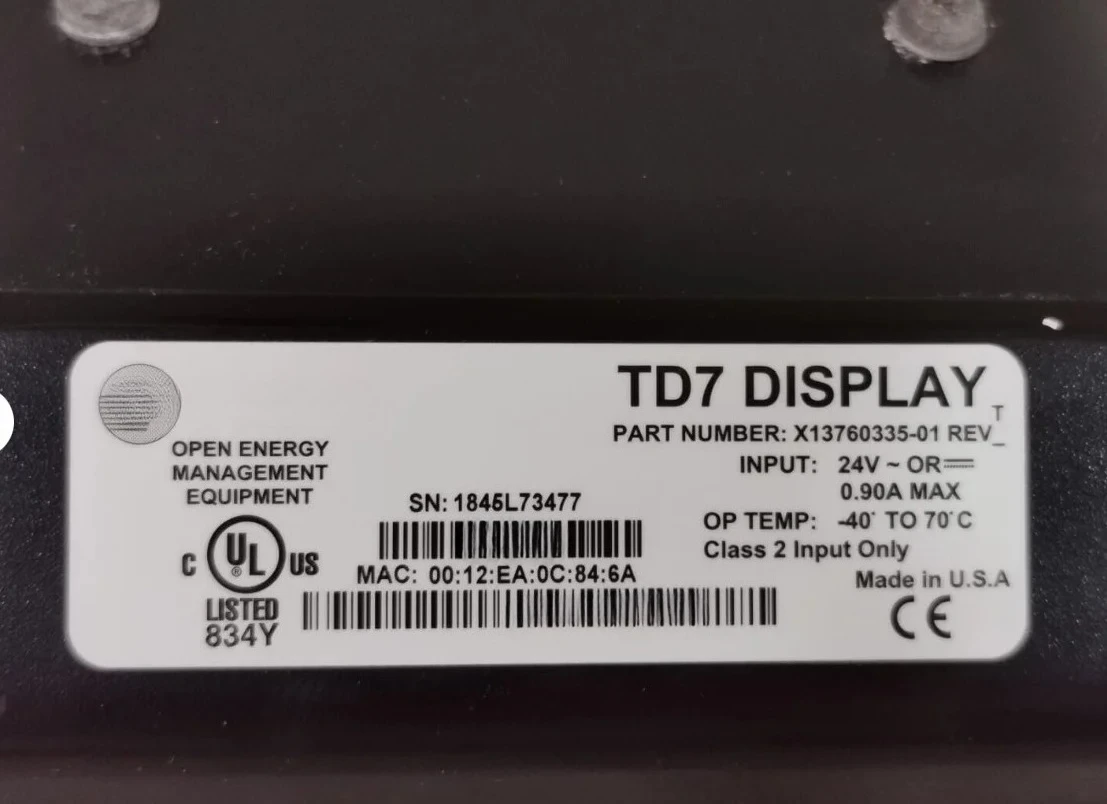 TD7 DISPLAY
PART NUMBER: X13760335-01 REV_T
INPUT: 24V ~ OR ⎓
0.90A MAX
OP TEMP: -40° TO 70° C
Class 2 Input Only
Made in U.S.A
CE
OPEN ENERGY
MANAGEMENT
EQUIPMENT
C UL® US
LISTED
834Y
SN: 1845L73477
MAC: 00:12:EA:0C:84:6A